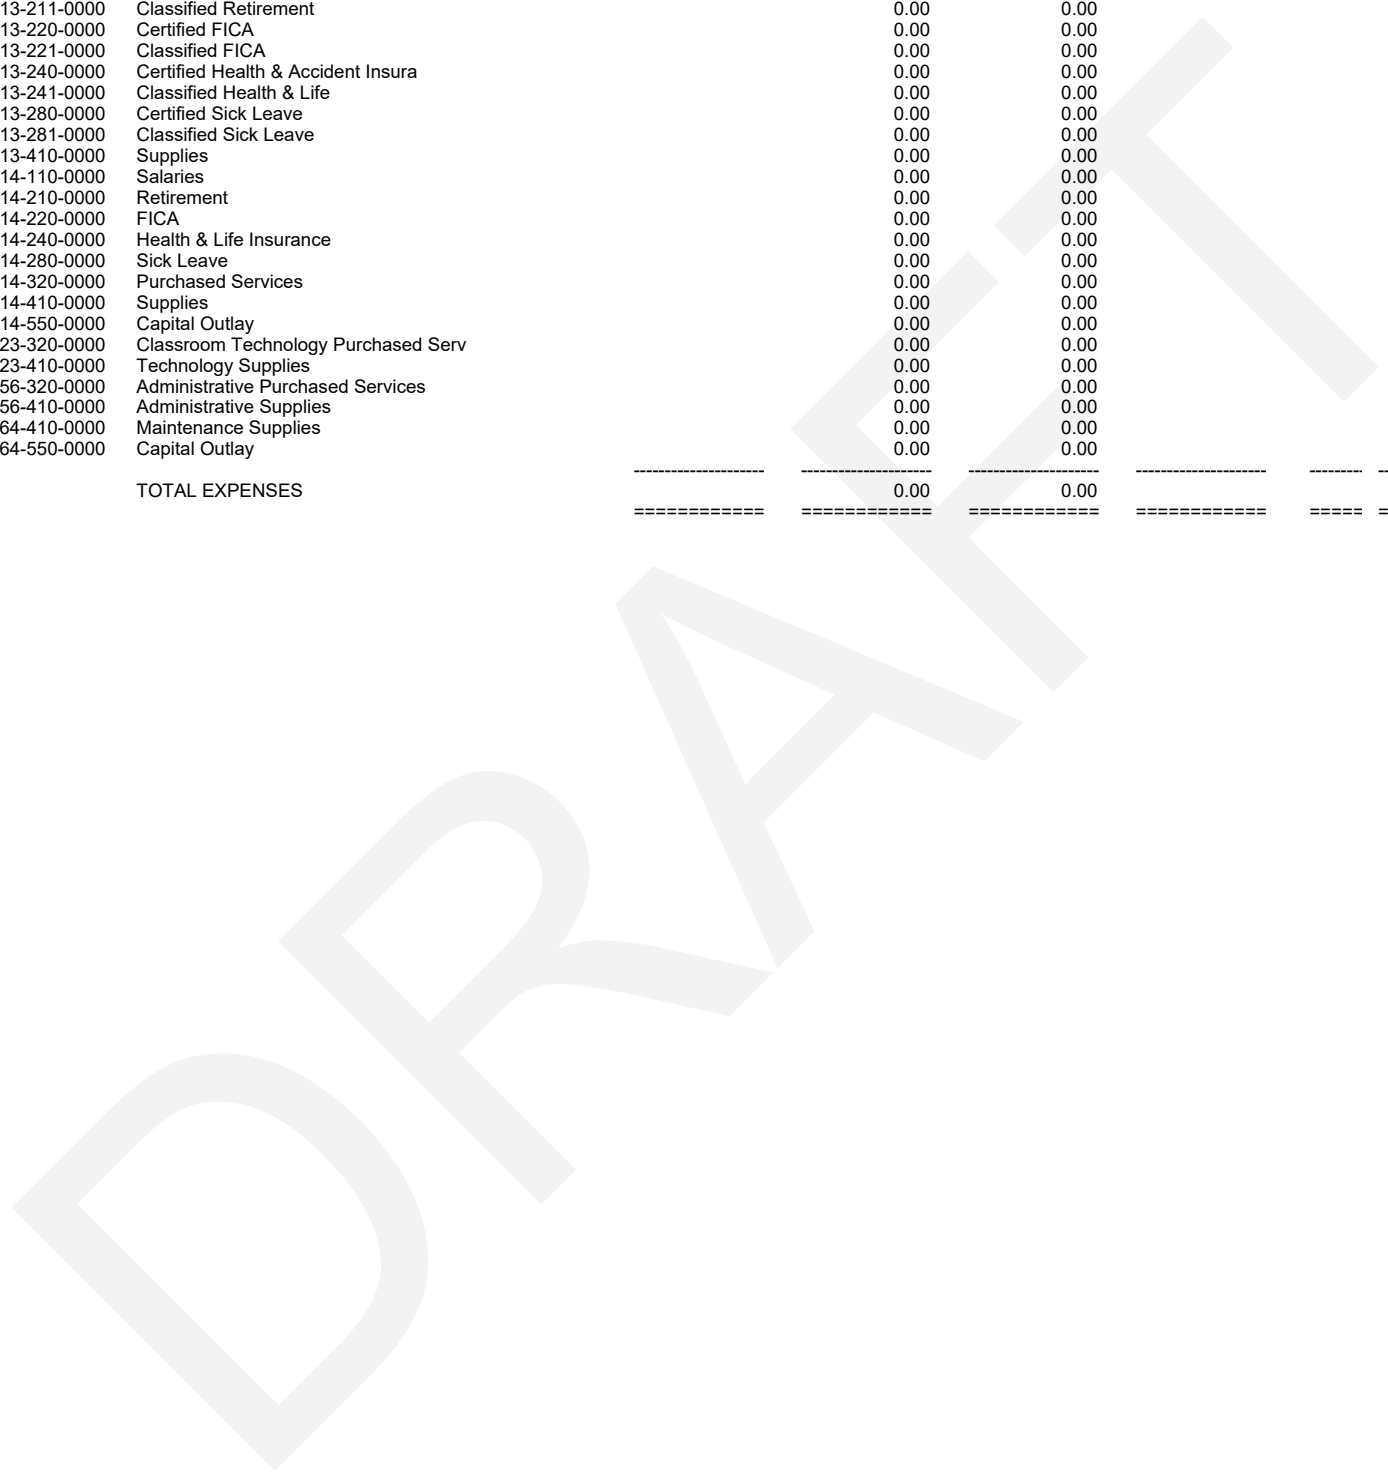 13-211-0000 Classified Retirement 0.00 0.00
13-220-0000 Certified FICA 0.00 0.00
13-221-0000 Classified FICA 0.00 0.00
13-240-0000 Certified Health & Accident Insura 0.00 0.00
13-241-0000 Classified Health & Life 0.00 0.00
13-280-0000 Certified Sick Leave 0.00 0.00
13-281-0000 Classified Sick Leave 0.00 0.00
13-410-0000 Supplies 0.00 0.00
14-110-0000 Salaries 0.00 0.00
14-210-0000 Retirement 0.00 0.00
14-220-0000 FICA 0.00 0.00
14-240-0000 Health & Life Insurance 0.00 0.00
14-280-0000 Sick Leave 0.00 0.00
14-320-0000 Purchased Services 0.00 0.00
14-410-0000 Supplies 0.00 0.00
14-550-0000 Capital Outlay 0.00 0.00
23-320-0000 Classroom Technology Purchased Serv 0.00 0.00
23-410-0000 Technology Supplies 0.00 0.00
56-320-0000 Administrative Purchased Services 0.00 0.00
56-410-0000 Administrative Supplies 0.00 0.00
64-410-0000 Maintenance Supplies 0.00 0.00
64-550-0000 Capital Outlay 0.00 0.00
--------------------- --------------------- --------------------- --------------------- -------- --
TOTAL EXPENSES 0.00 0.00
============ ============ ============ ============ ===== =
DRAFT